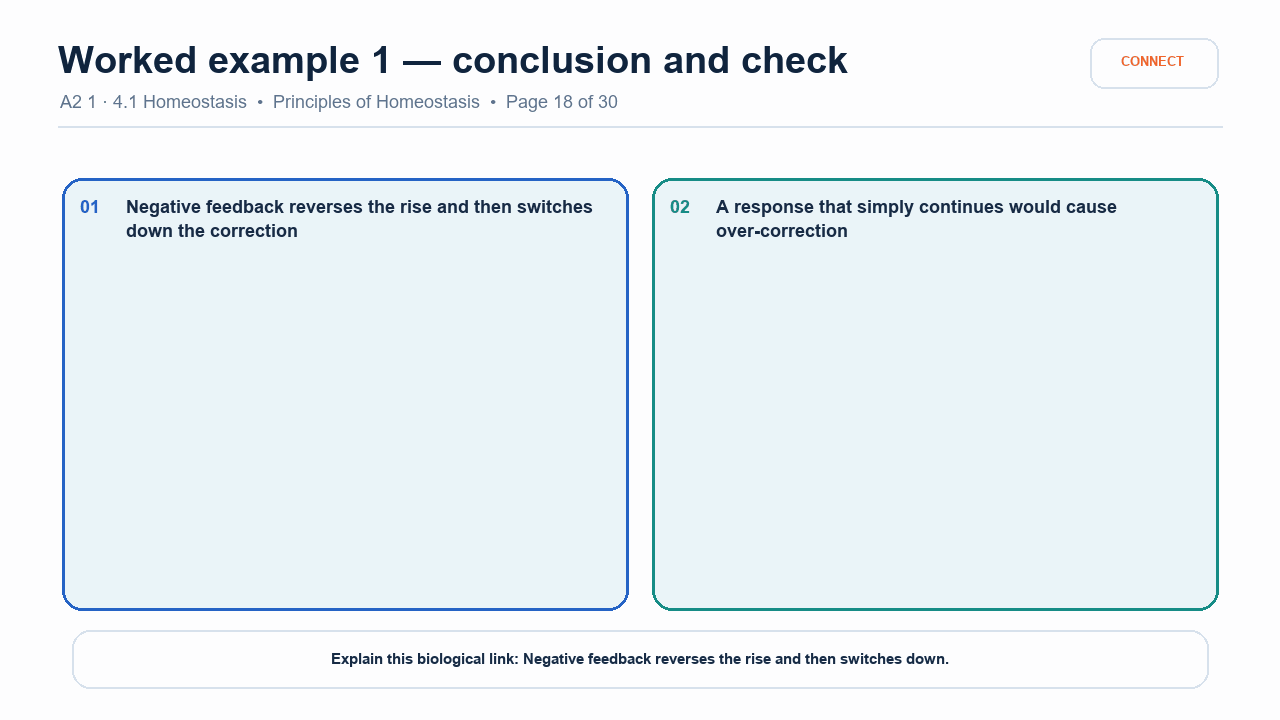 Worked example 1 — conclusion and check
CONNECT
A2 1 · 4.1 Homeostasis • Principles of Homeostasis • Page 18 of 30
01 Negative feedback reverses the rise and then switches
down the correction
02 A response that simply continues would cause
over-correction
Explain this biological link: Negative feedback reverses the rise and then switches down.